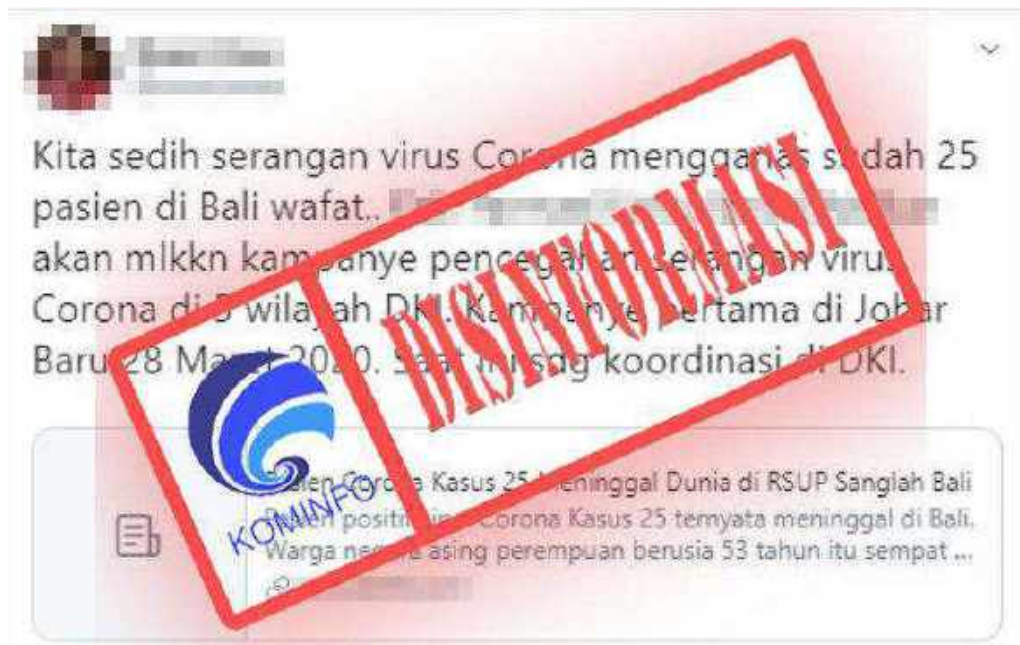 Kita sedih serangan virus Corona mengganas sudah 25
pasien di Bali wafat..
akan mlkkn kampanye pencegahan serangan virus
Corona di 5 wilayah DKI. Kampanye pertama di Johar
Baru 28 Maret 2020. Saat ini sdg koordinasi di DKI.
DISINFORMASI
KOMINFO
Pasien Corona Kasus 25 Meninggal Dunia di RSUP Sanglah Bali
Pasien positif virus Corona Kasus 25 ternyata meninggal di Bali.
Warga negara asing perempuan berusia 53 tahun itu sempat ...